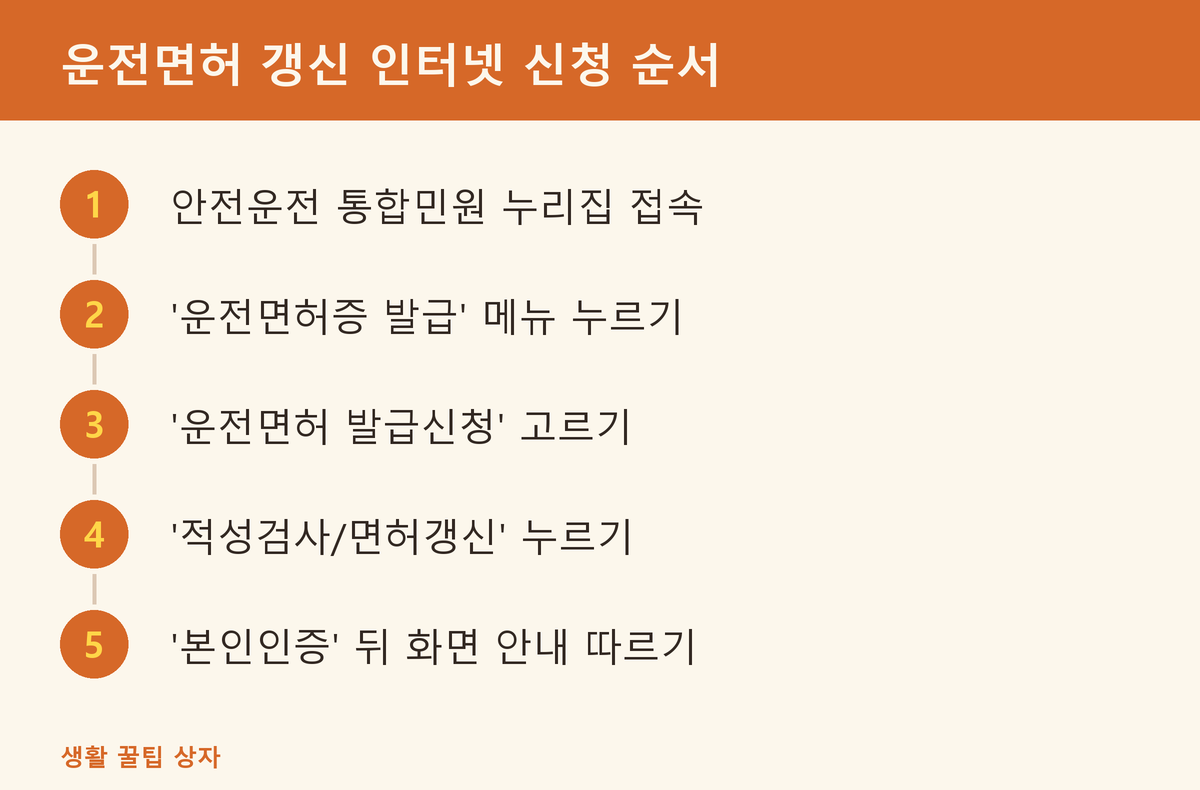 운전면허 갱신 인터넷 신청 순서
1 안전운전 통합민원 누리집 접속
2 '운전면허증 발급' 메뉴 누르기
3 '운전면허 발급신청' 고르기
4 '적성검사/면허갱신' 누르기
5 '본인인증' 뒤 화면 안내 따르기
생활 꿀팁 상자